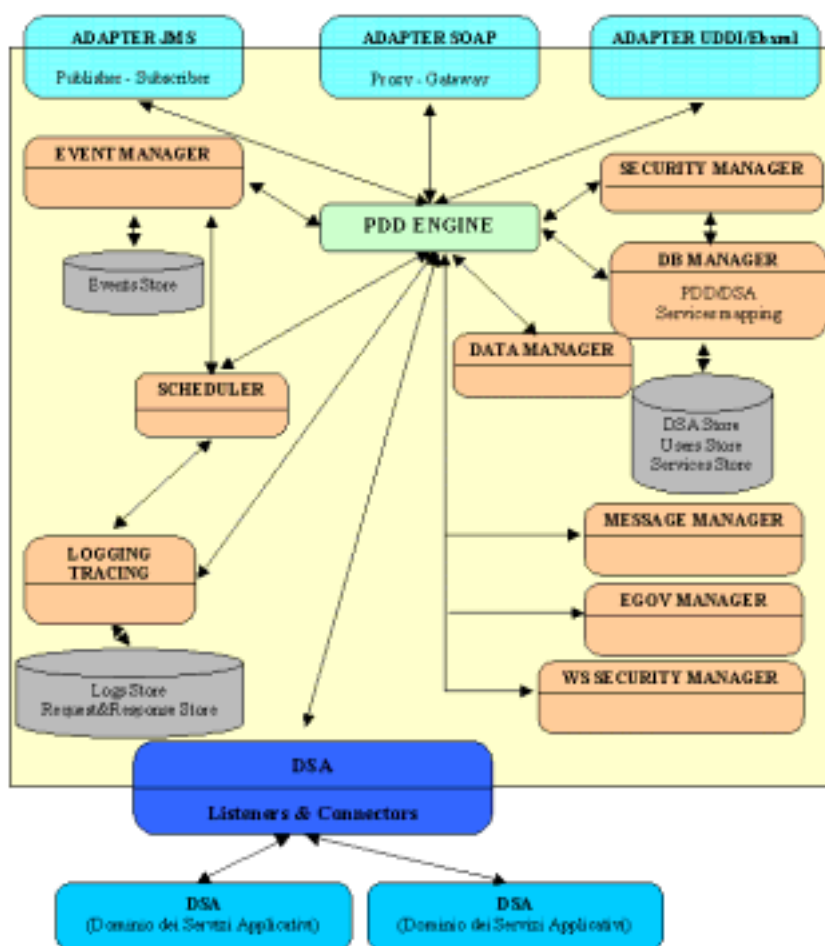 ADAPTER JMS
Publisher - Subscriber
ADAPTER SOAP
Proxy - Gateway
ADAPTER UDDI/Ebxml
EVENT MANAGER
SECURITY MANAGER
PDD ENGINE
Events Store
DB MANAGER
PDD/DSA
Services mapping
DATA MANAGER
SCHEDULER
DSA Store
Users Store
Services Store
MESSAGE MANAGER
LOGGING
TRACING
EGOV MANAGER
WS SECURITY MANAGER
Logs Store
Request&Response Store
DSA
Listeners & Connectors
DSA
(Dominio dei Servizi Applicativi)
DSA
(Dominio dei Servizi Applicativi)